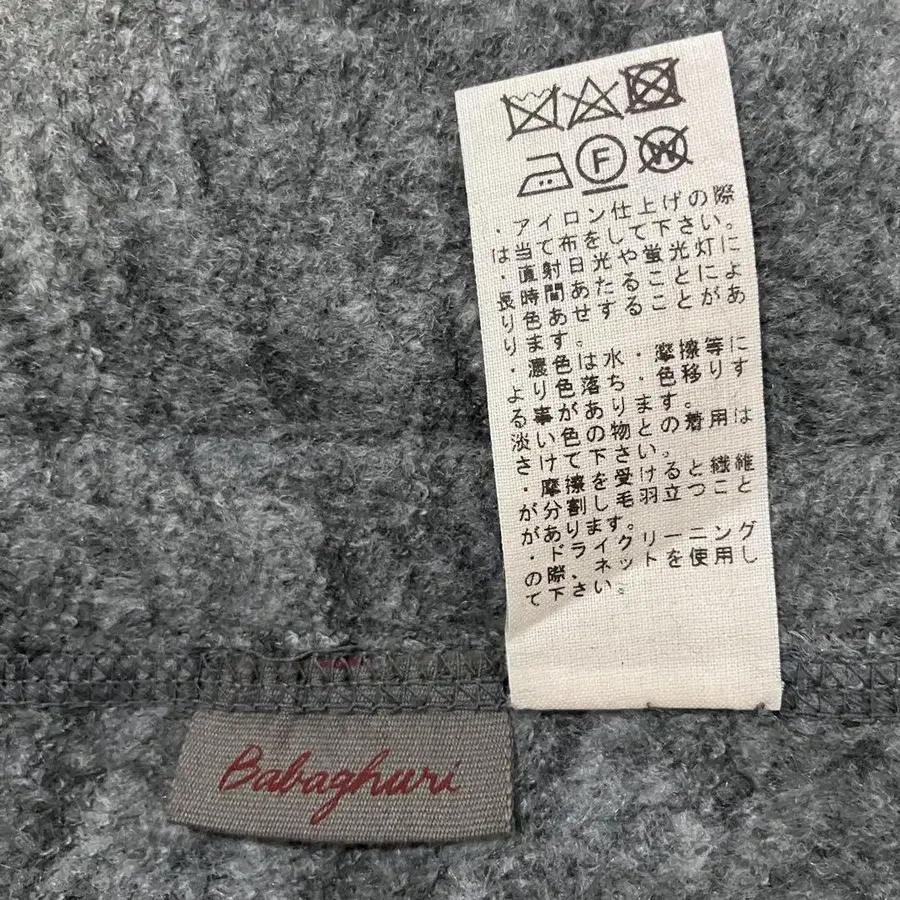 F
W
・アイロン仕上げの際
は当て布をして下さい。
・直射日光や蛍光灯に
長時間あたることによ
り色あせすることがあ
ります。
・濃色は水・摩擦等に
より色落ち・色移りす
る事があります。
淡い色の物との着用は
さけて下さい。
・摩擦を受けると繊維
が分割し毛羽立つこと
があります。
・ドライクリーニング
の際、ネットを使用し
て下さい。
Babaghuri